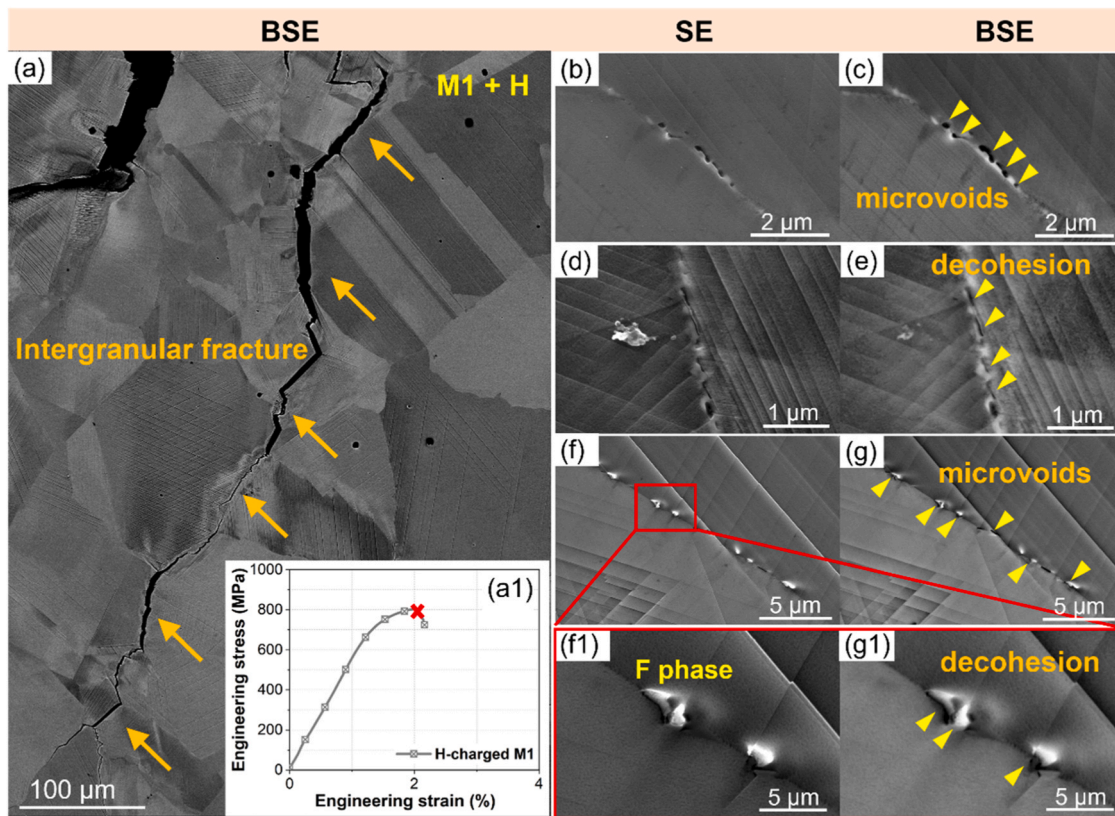 BSE
SE
BSE
(a)
M1 + H
Intergranular fracture
100 µm
(a1)
Engineering stress (MPa)
1000
800
600
400
200
0
0
2
4
H-charged M1
Engineering strain (%)
(b)
2 µm
(c)
microvoids
2 µm
(d)
1 µm
(e)
decohesion
1 µm
(f)
5 µm
(g)
microvoids
5 µm
(f1)
F phase
5 µm
(g1)
decohesion
5 µm